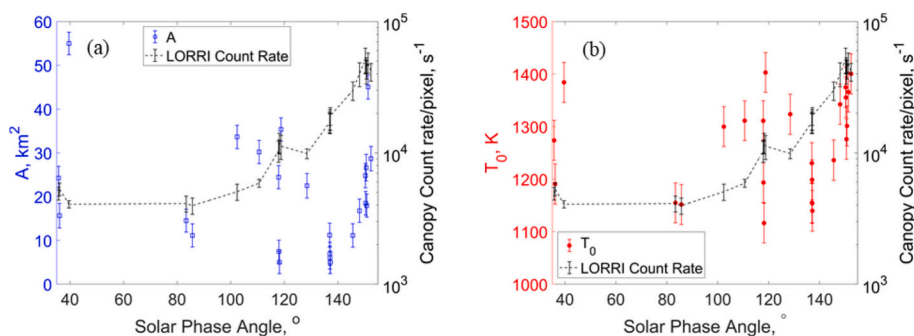 (a)
A
LORRI Count Rate
A, km²
60
50
40
30
20
10
0
40 60 80 100 120 140
Solar Phase Angle, °
10⁵
10⁴
10³
Canopy Count rate/pixel, s⁻¹
(b)
T₀
LORRI Count Rate
T₀, K
1500
1400
1300
1200
1100
1000
40 60 80 100 120 140
Solar Phase Angle, °
10⁵
10⁴
10³
Canopy Count rate/pixel, s⁻¹